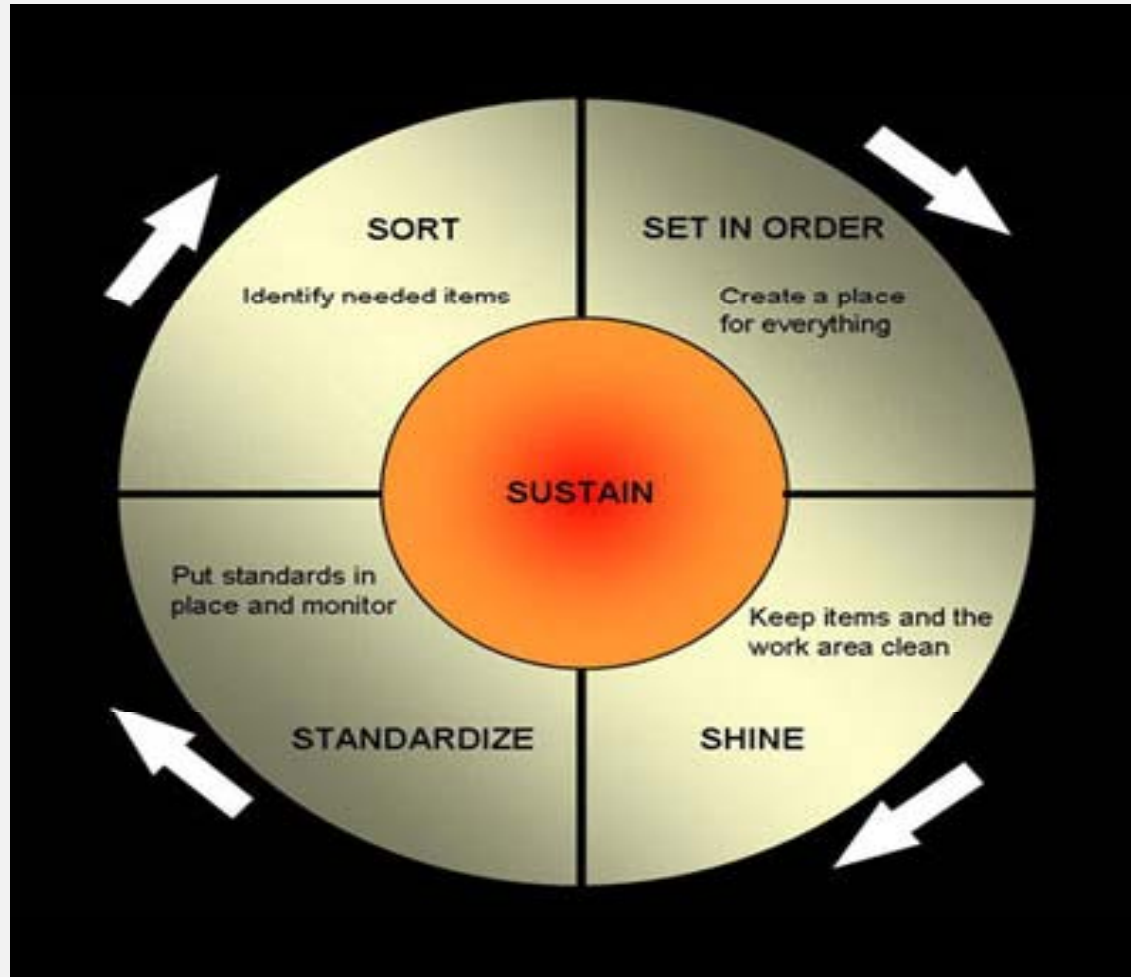 SORT
Identify needed items
SET IN ORDER
Create a place
for everything
SUSTAIN
Put standards in
place and monitor
STANDARDIZE
Keep items and the
work area clean
SHINE